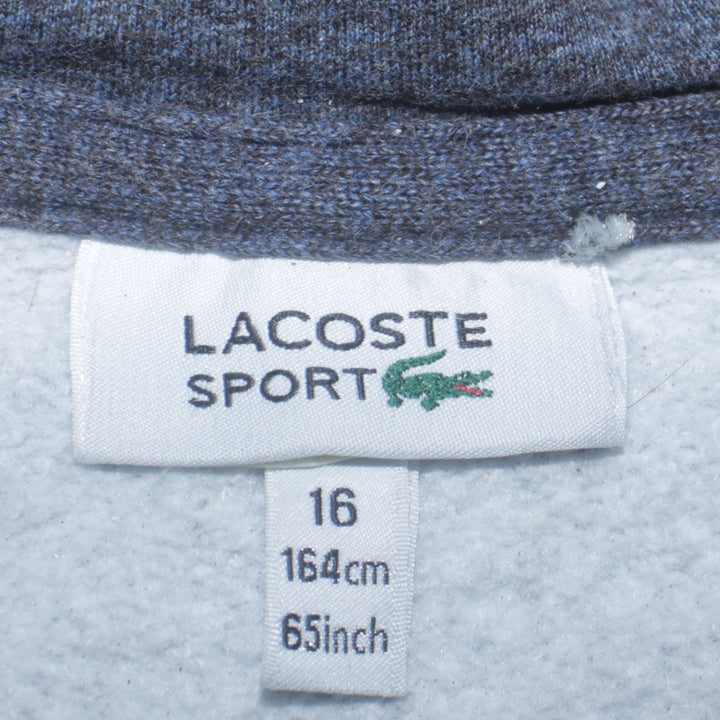 LACOSTE
SPORT
16
164cm
65inch